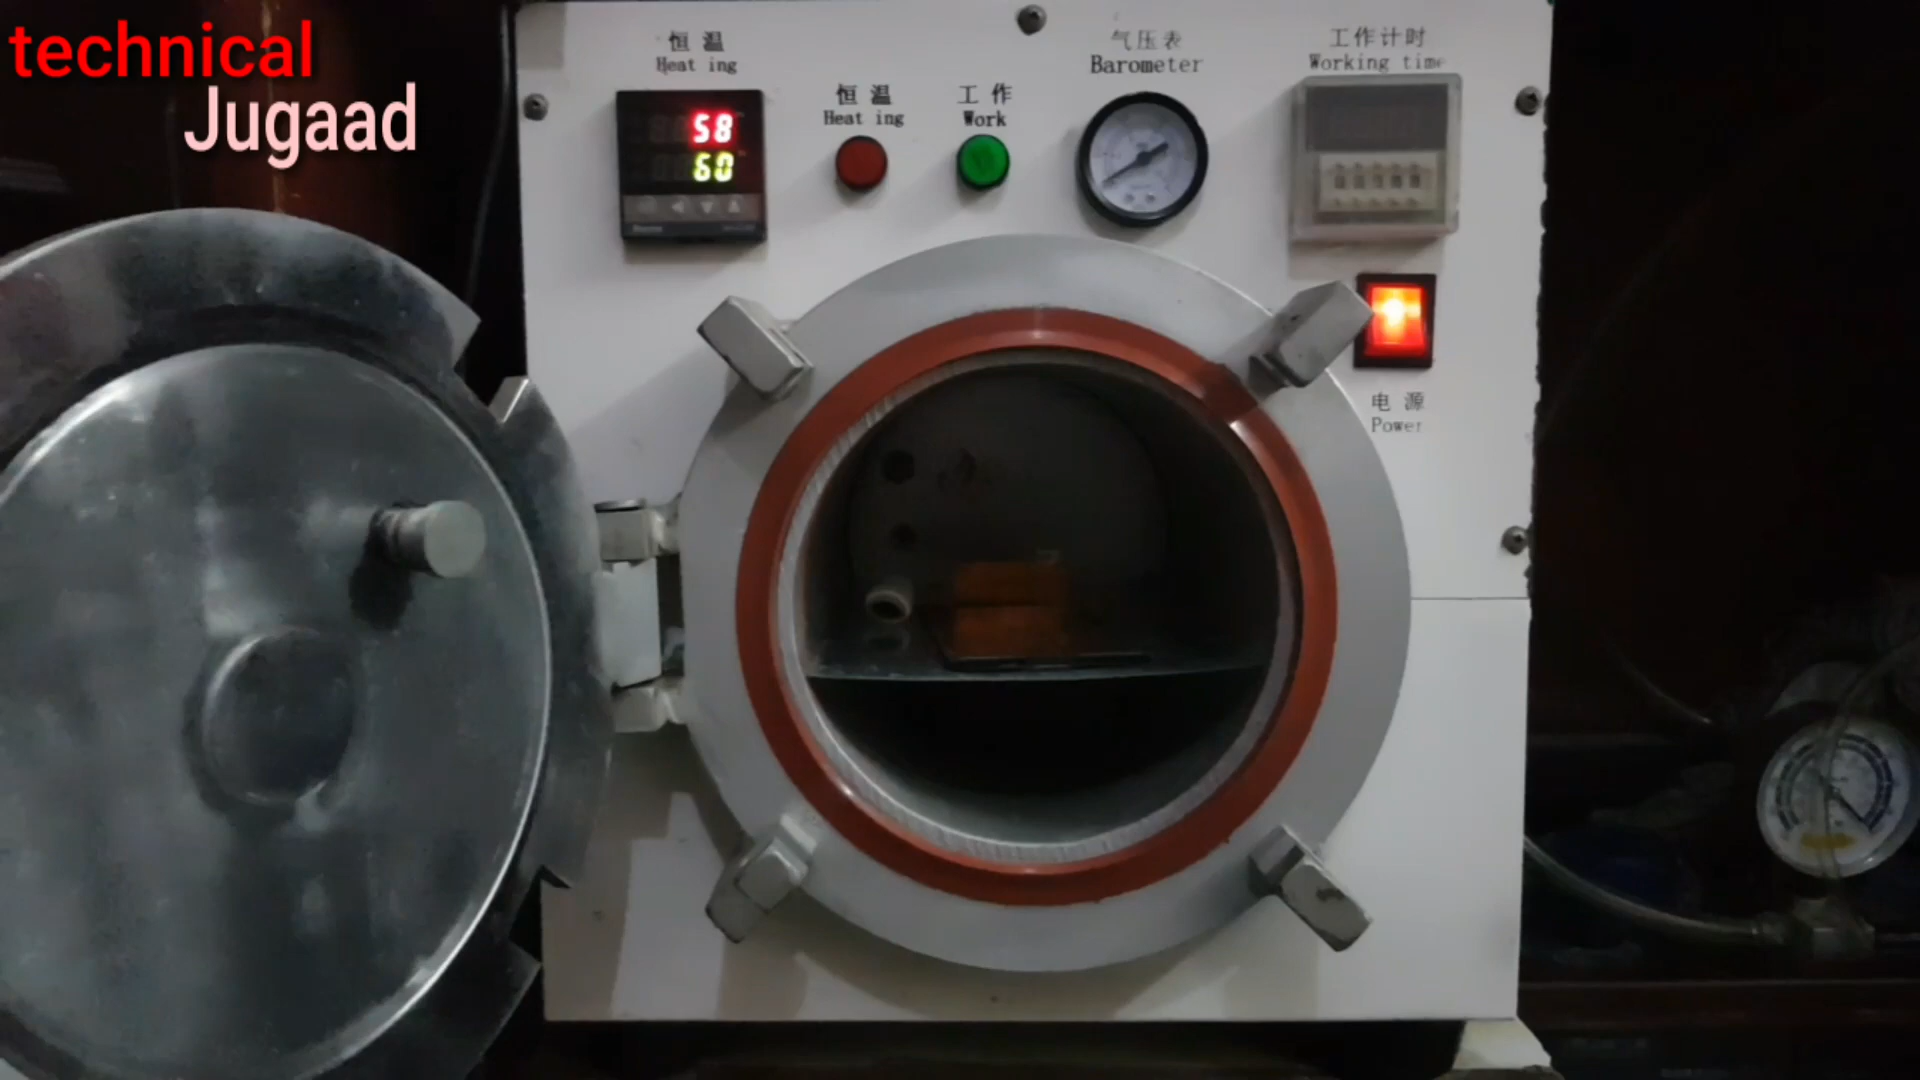 technical
Jugaad
恒 温
Heat ing
58
60
恒 温
Heat ing
工 作
Work
气压表
Barometer
工作计时
Working time
电 源
Power